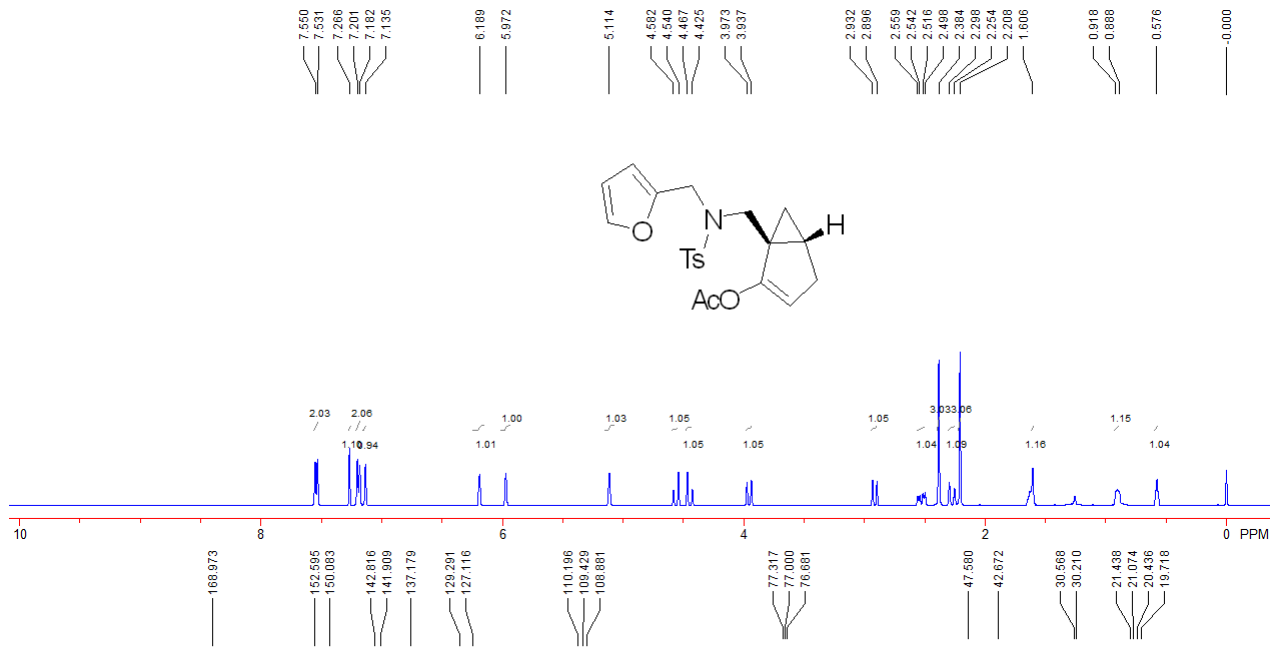 7.550 7.531 7.266 7.201 7.182 7.135 6.189 5.972 5.114 4.582 4.540 4.467 4.425 3.973 3.937 2.932 2.896 2.559 2.542 2.516 2.498 2.384 2.298 2.254 2.208 1.606 0.918 0.888 0.576 -0.000
O
N
H
Ts
AcO
2.03 2.06 1.00 1.03 1.05 3.03 3.06 1.15
1.10 0.94 1.01 1.05 1.05 1.05 1.04 1.09 1.16 1.04
10 8 6 4 2 0 PPM
168.973 152.595 150.083 142.816 141.909 137.179 129.291 127.116 110.196 109.429 108.881 77.317 77.000 76.681 47.580 42.672 30.568 30.210 21.438 21.074 20.436 19.718